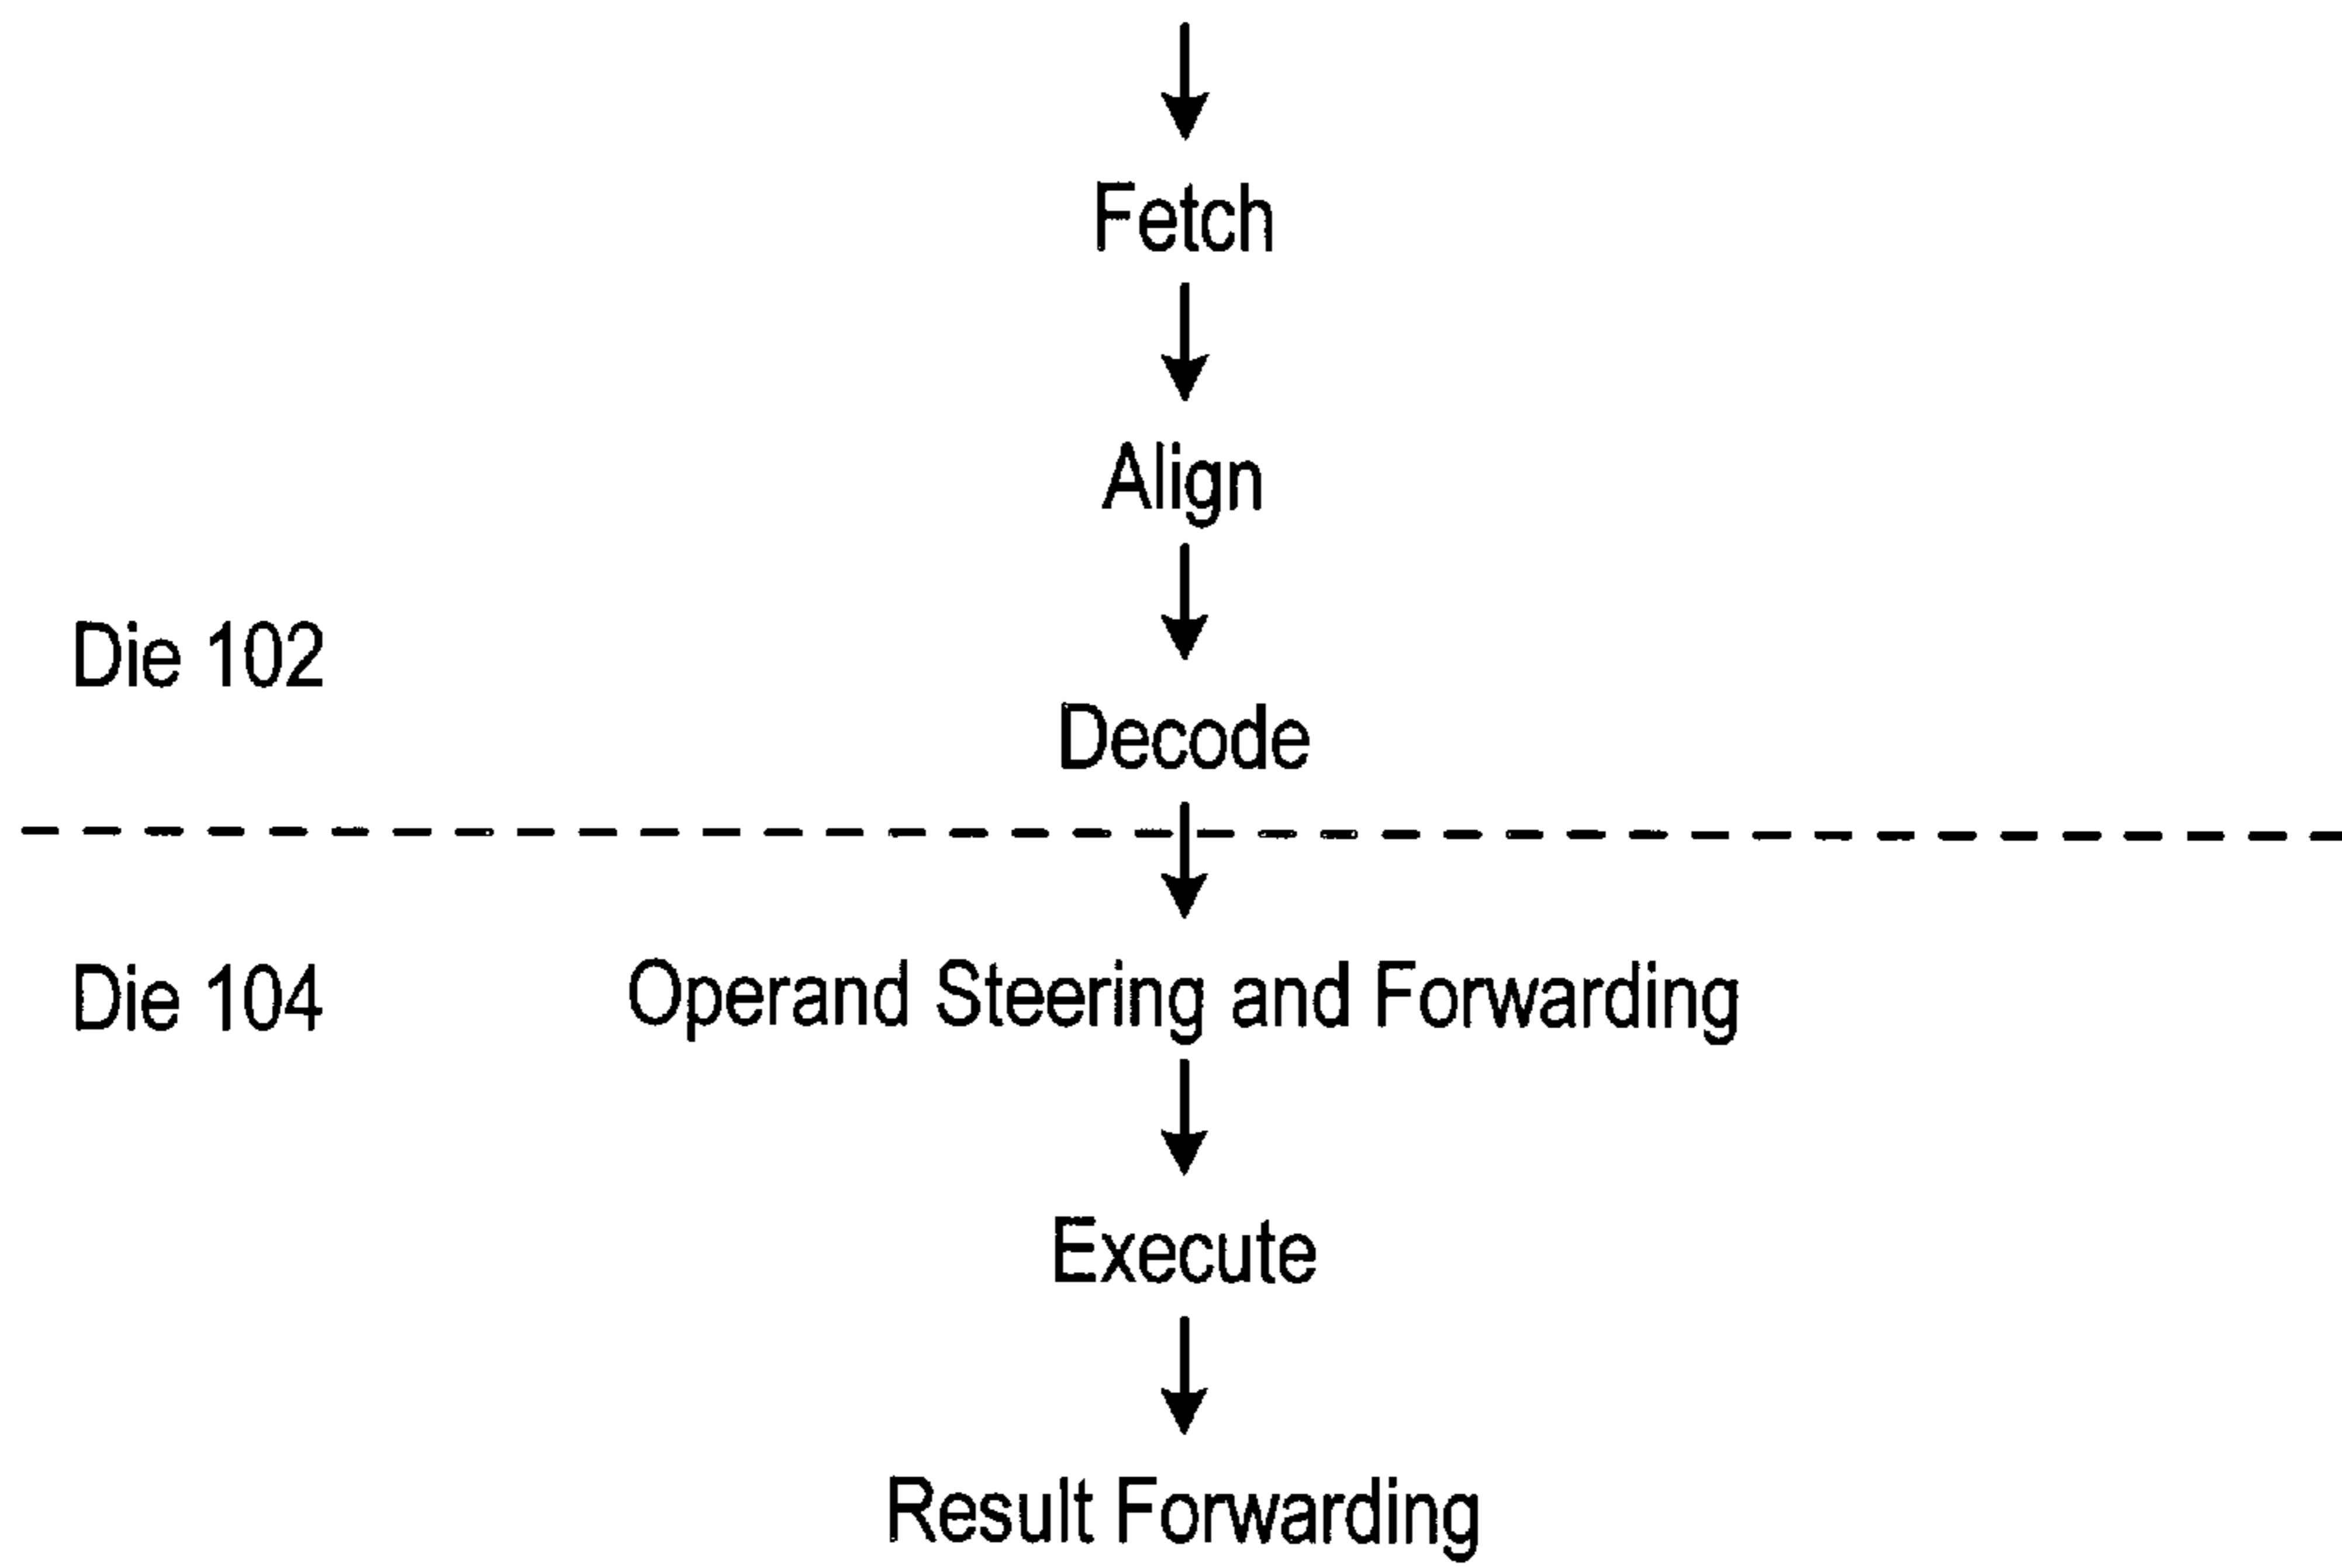 Fetch
Align
Die 102
Decode
Die 104
Operand Steering and Forwarding
Execute
Result Forwarding